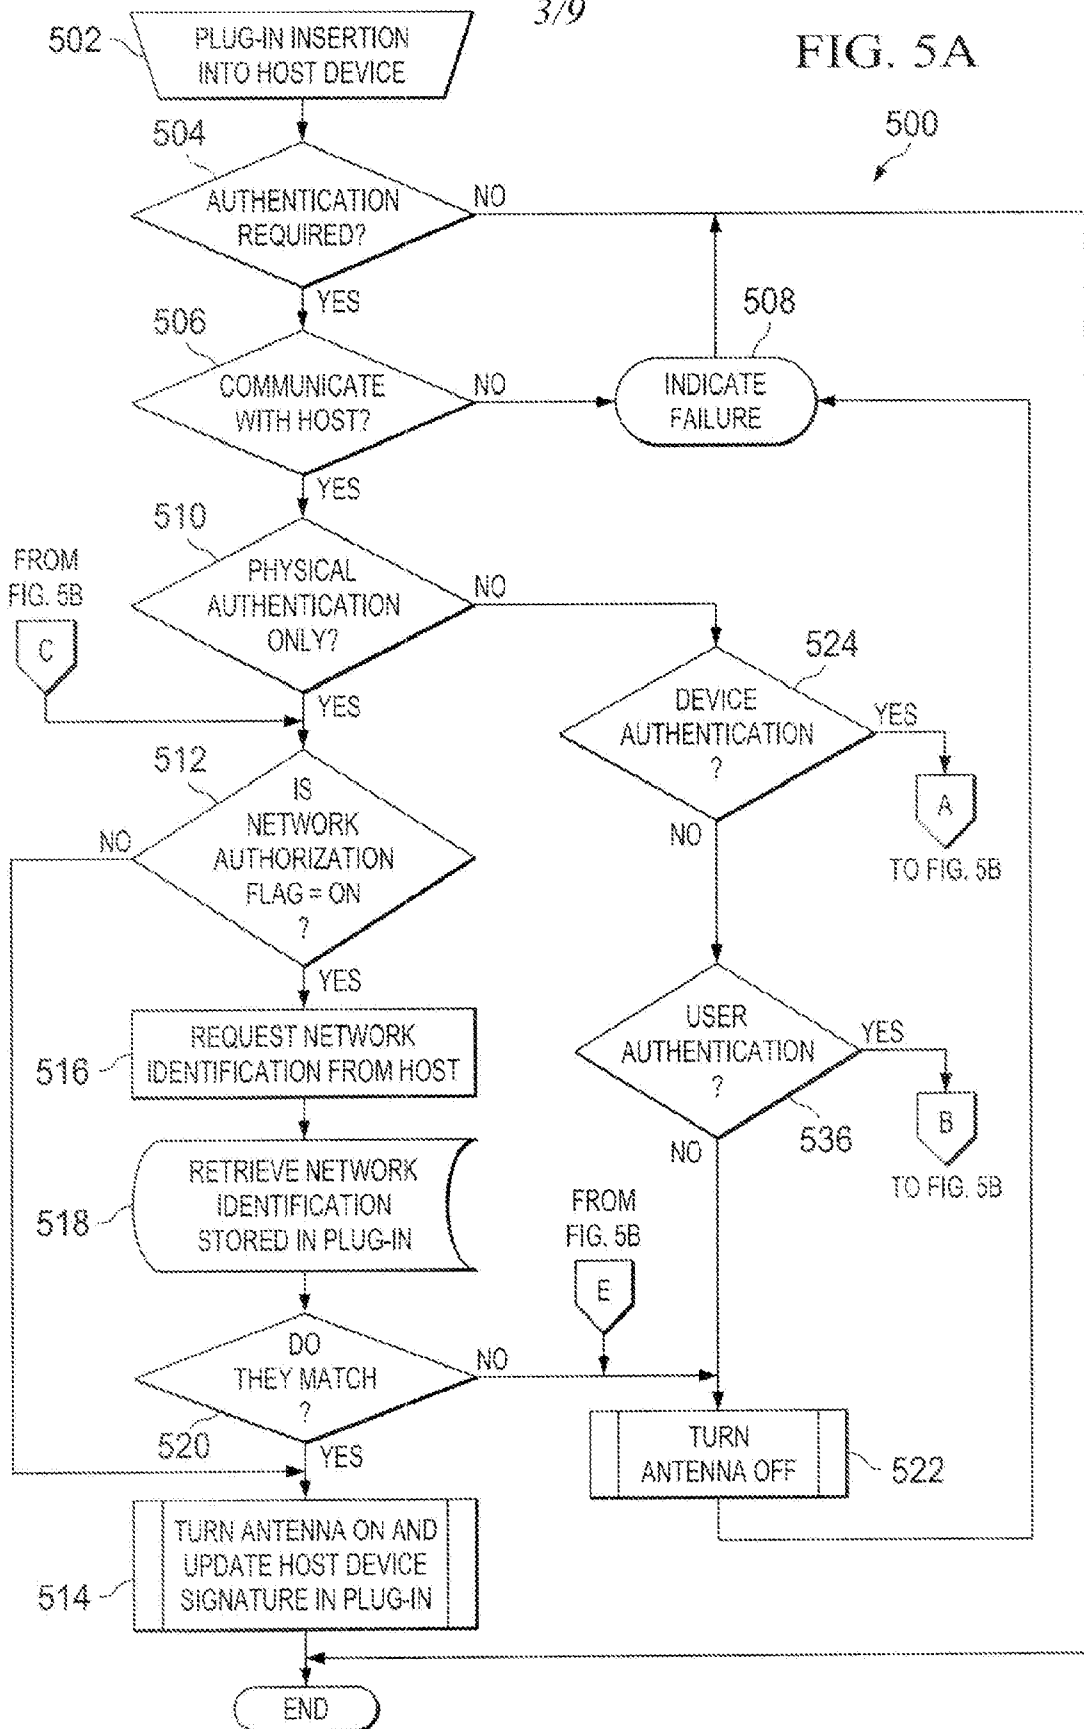 3/9
FIG. 5A
500
502
PLUG-IN INSERTION
INTO HOST DEVICE
504
AUTHENTICATION
REQUIRED?
NO
YES
506
COMMUNICATE
WITH HOST?
NO
YES
508
INDICATE
FAILURE
510
PHYSICAL
AUTHENTICATION
ONLY?
NO
YES
FROM
FIG. 5B
C
512
IS
NETWORK
AUTHORIZATION
FLAG = ON
?
NO
YES
524
DEVICE
AUTHENTICATION
?
YES
NO
A
TO FIG. 5B
516
REQUEST NETWORK
IDENTIFICATION FROM HOST
USER
AUTHENTICATION
?
YES
NO
536
B
TO FIG. 5B
518
RETRIEVE NETWORK
IDENTIFICATION
STORED IN PLUG-IN
FROM
FIG. 5B
E
DO
THEY MATCH
?
NO
520
YES
TURN
ANTENNA OFF
522
514
TURN ANTENNA ON AND
UPDATE HOST DEVICE
SIGNATURE IN PLUG-IN
END